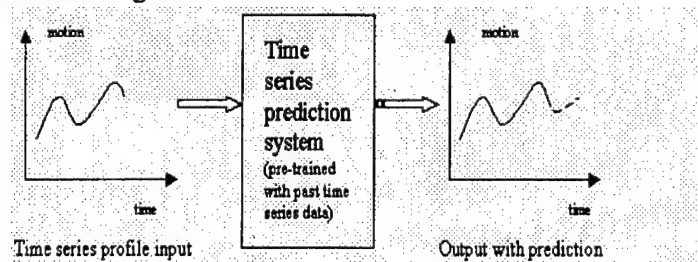 motion
time
Time series profile input
Time
series
prediction
system
(pre-trained
with past time
series data)
motion
time
Output with prediction